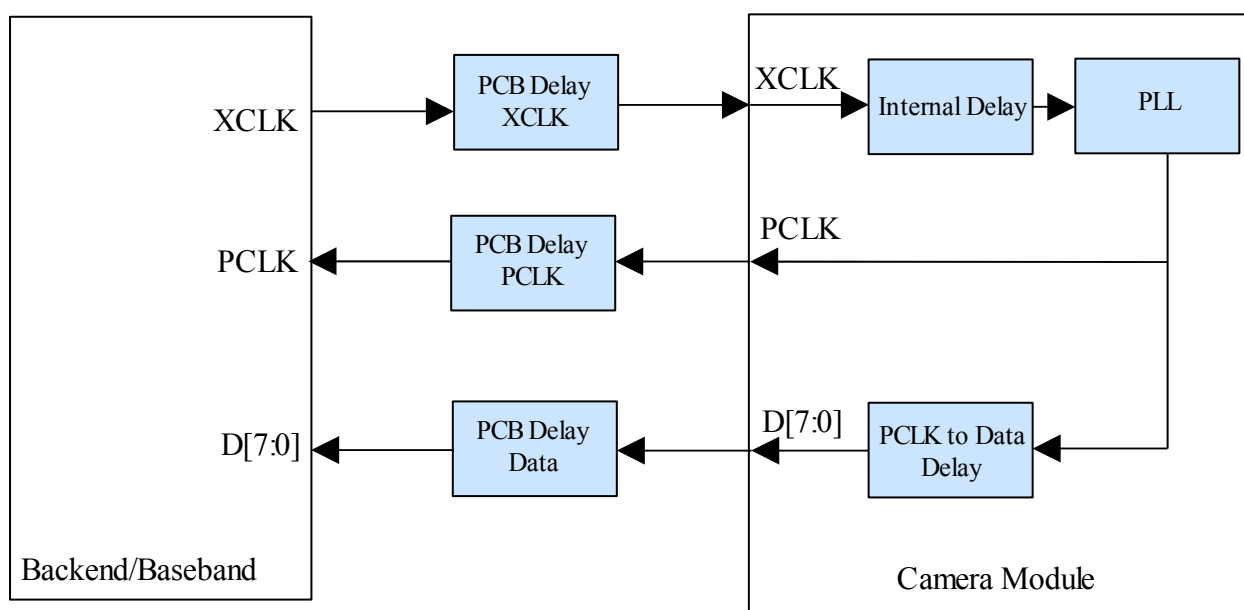 XCLK
PCB Delay
XCLK
XCLK
Internal Delay
PLL
PCLK
PCB Delay
PCLK
PCLK
D[7:0]
PCB Delay
Data
D[7:0]
PCLK to Data
Delay
Backend/Baseband
Camera Module